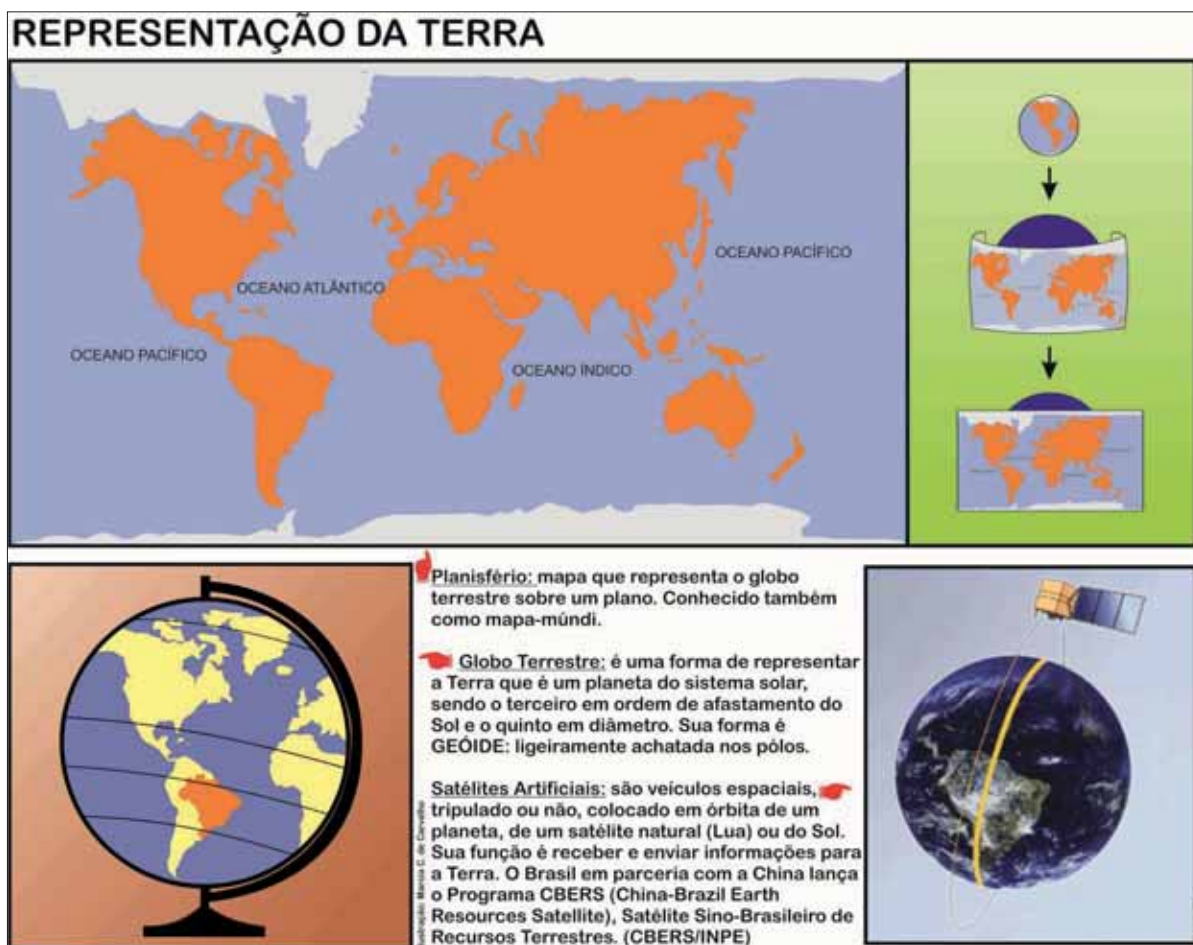 REPRESENTAÇÃO DA TERRA
OCEANO PACÍFICO
OCEANO ATLÂNTICO
OCEANO PACÍFICO
OCEANO ÍNDICO
Planisfério: mapa que representa o globo
terrestre sobre um plano. Conhecido também
como mapa-múndi.
Globo Terrestre: é uma forma de representar
a Terra que é um planeta do sistema solar,
sendo o terceiro em ordem de afastamento do
Sol e o quinto em diâmetro. Sua forma é
GEÓIDE: ligeiramente achatada nos pólos.
Satélites Artificiais: são veículos espaciais,
tripulado ou não, colocado em órbita de um
planeta, de um satélite natural (Lua) ou do Sol.
Sua função é receber e enviar informações para
a Terra. O Brasil em parceria com a China lança
o Programa CBERS (China-Brazil Earth
Resources Satellite), Satélite Sino-Brasileiro de
Recursos Terrestres. (CBERS/INPE)
Ilustração: Marcia C. de Carvalho